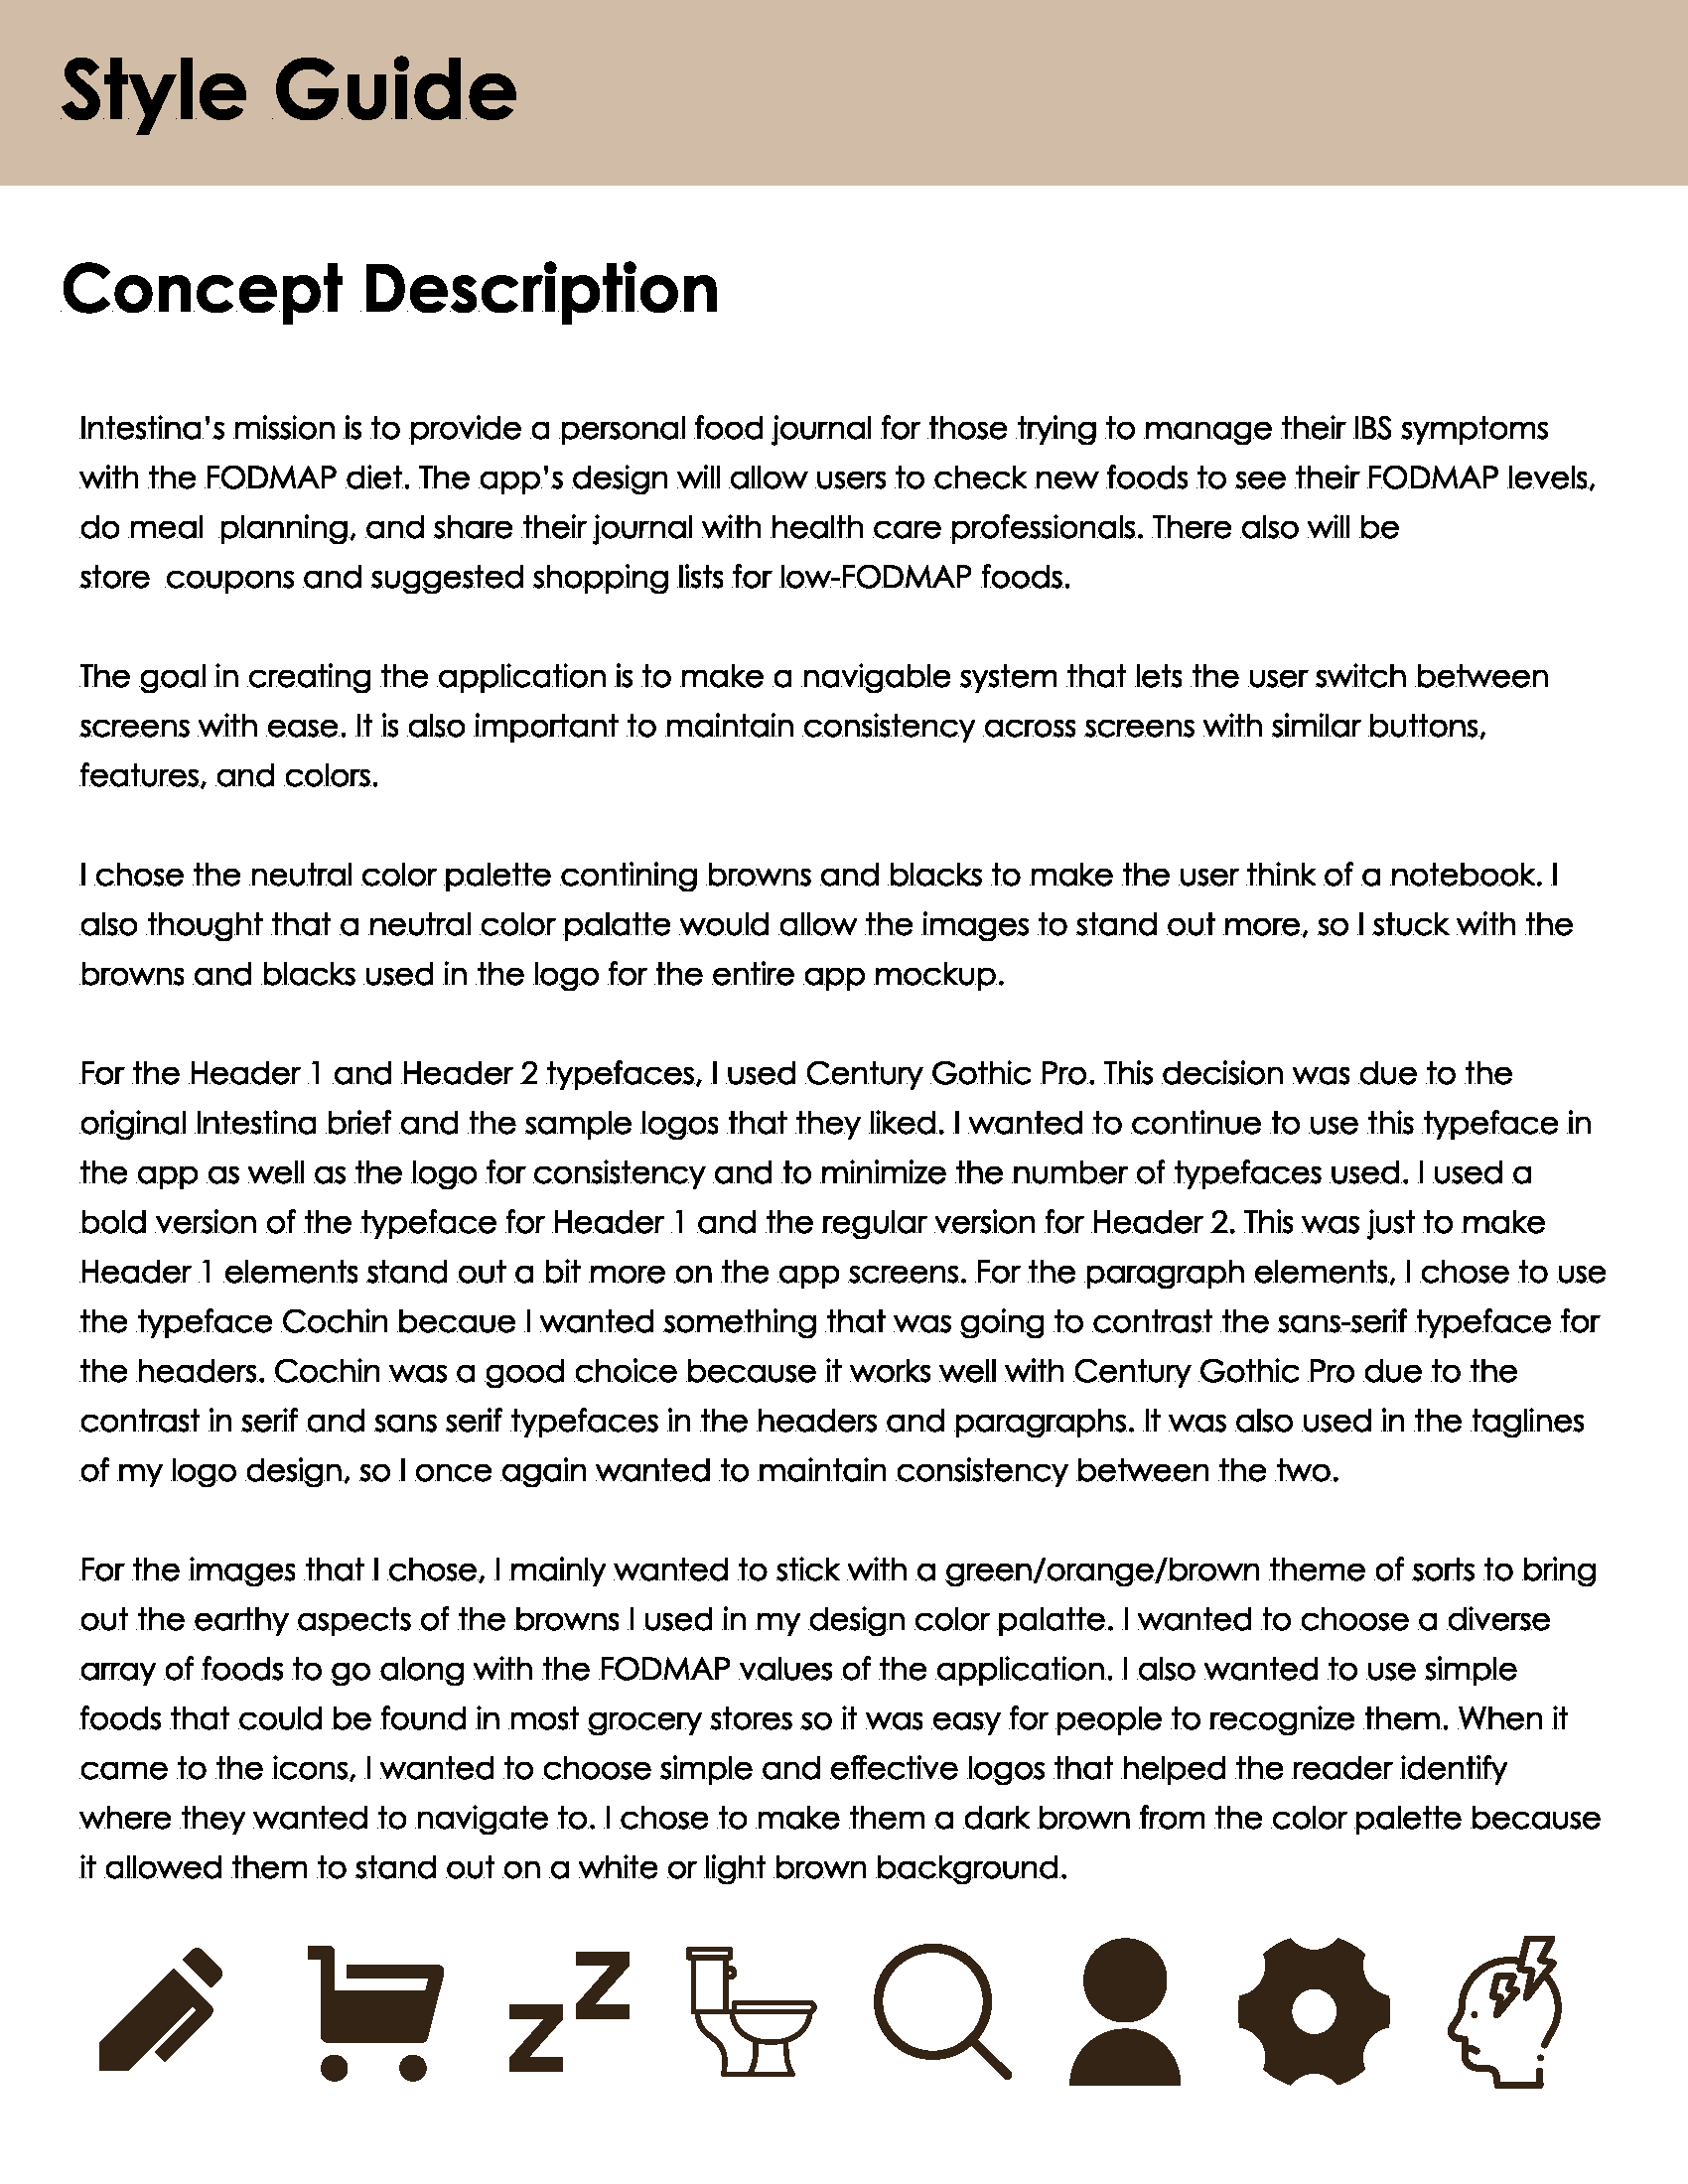 Style Guide
Concept Description
Intestina's mission is to provide a personal food journal for those trying to manage their IBS symptoms
with the FODMAP diet. The app's design will allow users to check new foods to see their FODMAP levels,
do meal  planning, and share their journal with health care professionals. There also will be
store  coupons and suggested shopping lists for low-FODMAP foods.
The goal in creating the application is to make a navigable system that lets the user switch between
screens with ease. It is also important to maintain consistency across screens with similar buttons,
features, and colors.
I chose the neutral color palette contining browns and blacks to make the user think of a notebook. I
also thought that a neutral color palatte would allow the images to stand out more, so I stuck with the
browns and blacks used in the logo for the entire app mockup.
For the Header 1 and Header 2 typefaces, I used Century Gothic Pro. This decision was due to the
original Intestina brief and the sample logos that they liked. I wanted to continue to use this typeface in
the app as well as the logo for consistency and to minimize the number of typefaces used. I used a
bold version of the typeface for Header 1 and the regular version for Header 2. This was just to make
Header 1 elements stand out a bit more on the app screens. For the paragraph elements, I chose to use
the typeface Cochin becaue I wanted something that was going to contrast the sans-serif typeface for
the headers. Cochin was a good choice because it works well with Century Gothic Pro due to the
contrast in serif and sans serif typefaces in the headers and paragraphs. It was also used in the taglines
of my logo design, so I once again wanted to maintain consistency between the two.
For the images that I chose, I mainly wanted to stick with a green/orange/brown theme of sorts to bring
out the earthy aspects of the browns I used in my design color palatte. I wanted to choose a diverse
array of foods to go along with the FODMAP values of the application. I also wanted to use simple
foods that could be found in most grocery stores so it was easy for people to recognize them. When it
came to the icons, I wanted to choose simple and effective logos that helped the reader identify
where they wanted to navigate to. I chose to make them a dark brown from the color palette because
it allowed them to stand out on a white or light brown background.
ZZ